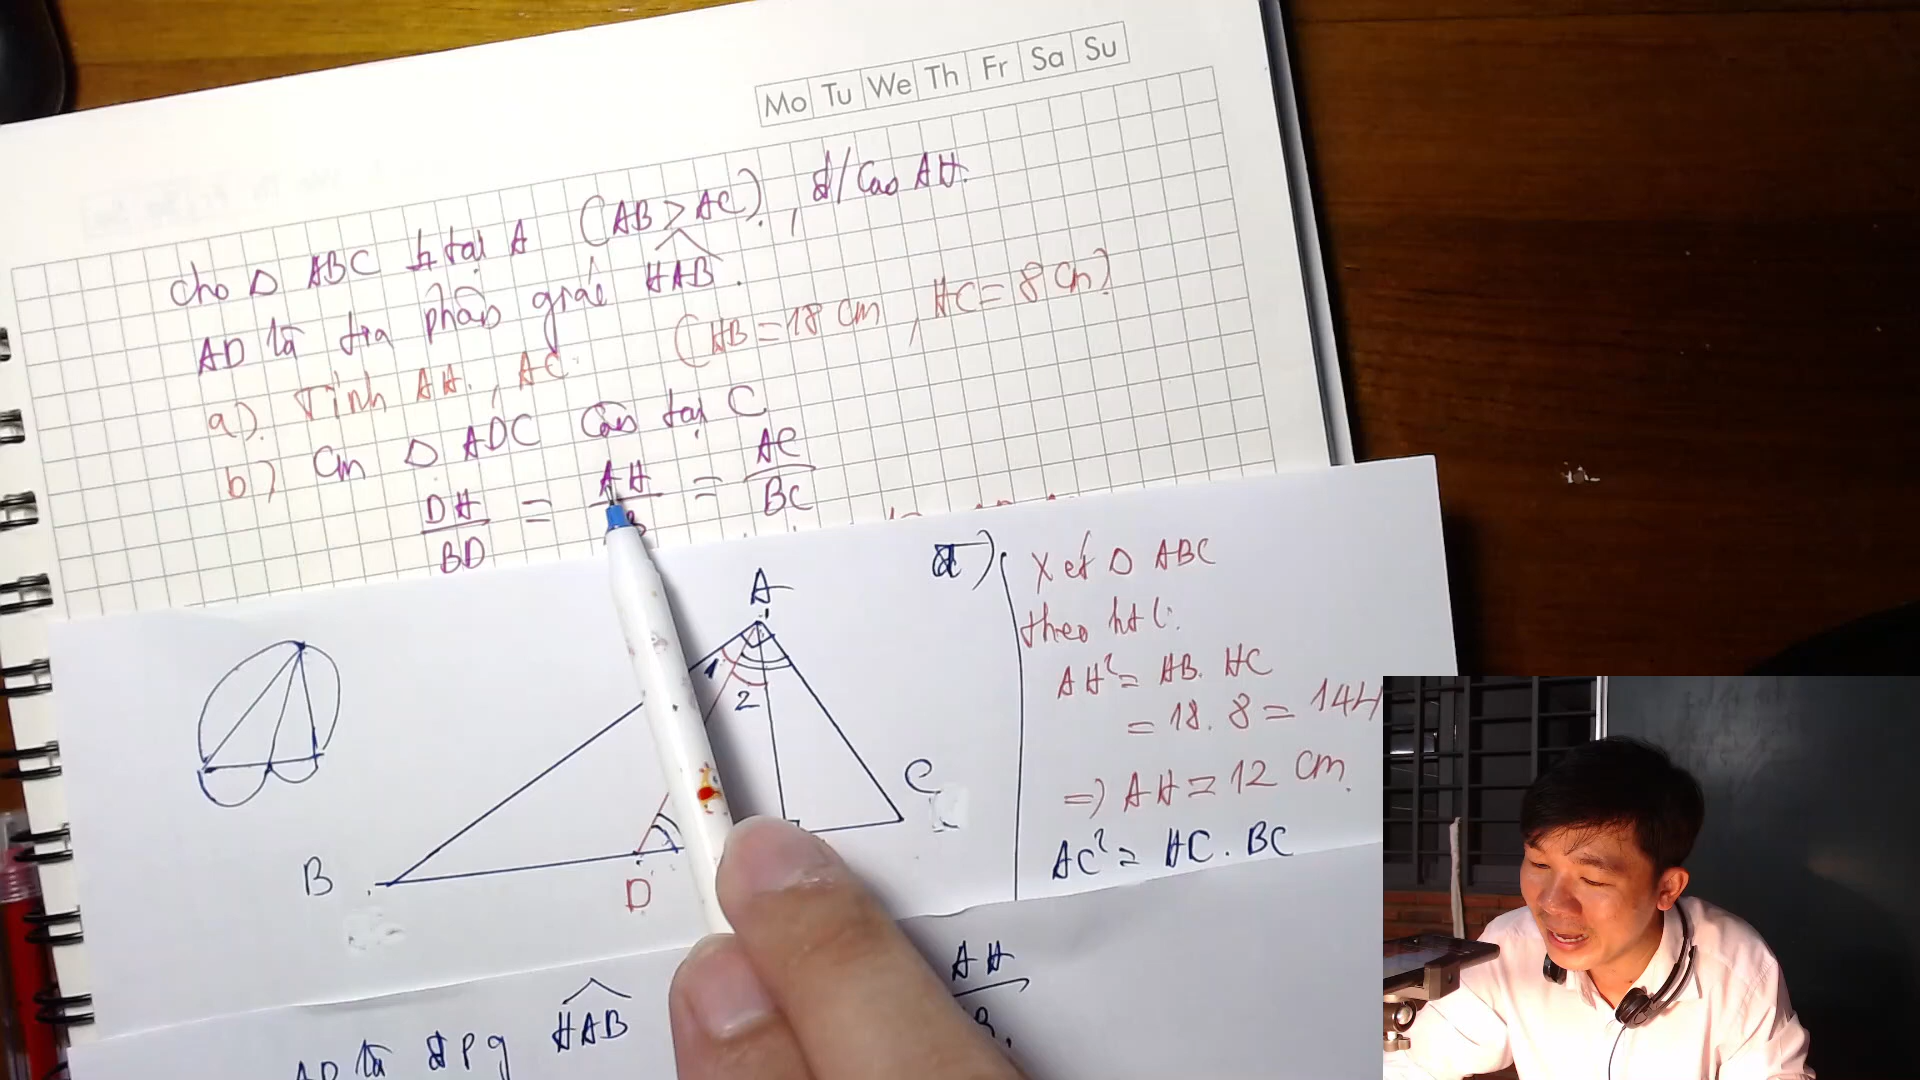 Mo Tu We Th Fr Sa Su
Cho Δ ABC ⊥ tại A (AB > AC), đ/cao AH.
AD là tia phân giác HAB.
a) Tính AH, AC. (HB = 18 cm, HC = 8 cm)
b) Cm Δ ADC cân tại C
DH/BD = AH/B = AC/BC
A
1
2
B
D
C
a) Xét Δ ABC
theo htl:
AH² = HB. HC
= 18. 8 = 144
=> AH = 12 cm.
AC² = HC. BC
AD là đpg HAB
AH